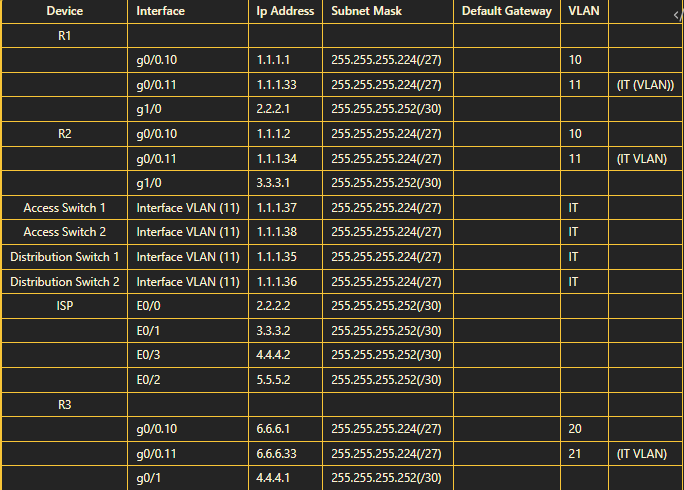 Device Interface Ip Address Subnet Mask Default Gateway VLAN
R1
g0/0.10 1.1.1.1 255.255.255.224(/27) 10
g0/0.11 1.1.1.33 255.255.255.224(/27) 11 (IT (VLAN))
g1/0 2.2.2.1 255.255.255.252(/30)
R2 g0/0.10 1.1.1.2 255.255.255.224(/27) 10
g0/0.11 1.1.1.34 255.255.255.224(/27) 11 (IT VLAN)
g1/0 3.3.3.1 255.255.255.252(/30)
Access Switch 1 Interface VLAN (11) 1.1.1.37 255.255.255.224(/27) IT
Access Switch 2 Interface VLAN (11) 1.1.1.38 255.255.255.224(/27) IT
Distribution Switch 1 Interface VLAN (11) 1.1.1.35 255.255.255.224(/27) IT
Distribution Switch 2 Interface VLAN (11) 1.1.1.36 255.255.255.224(/27) IT
ISP E0/0 2.2.2.2 255.255.255.252(/30)
E0/1 3.3.3.2 255.255.255.252(/30)
E0/3 4.4.4.2 255.255.255.252(/30)
E0/2 5.5.5.2 255.255.255.252(/30)
R3
g0/0.10 6.6.6.1 255.255.255.224(/27) 20
g0/0.11 6.6.6.33 255.255.255.224(/27) 21 (IT VLAN)
g0/1 4.4.4.1 255.255.255.252(/30)